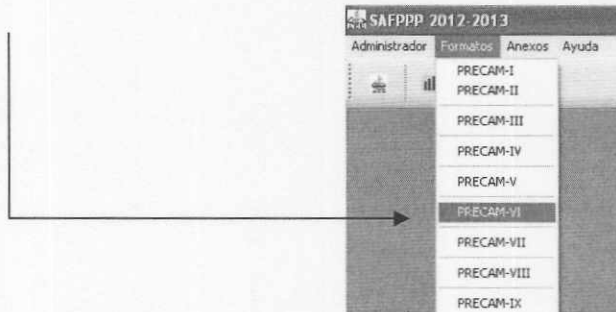 SAFPPP 2012-2013
Administrador Formatos Anexos Ayuda
PRECAM-I
PRECAM-II
PRECAM-III
PRECAM-IV
PRECAM-V
PRECAM-VI
PRECAM-VII
PRECAM-VIII
PRECAM-IX